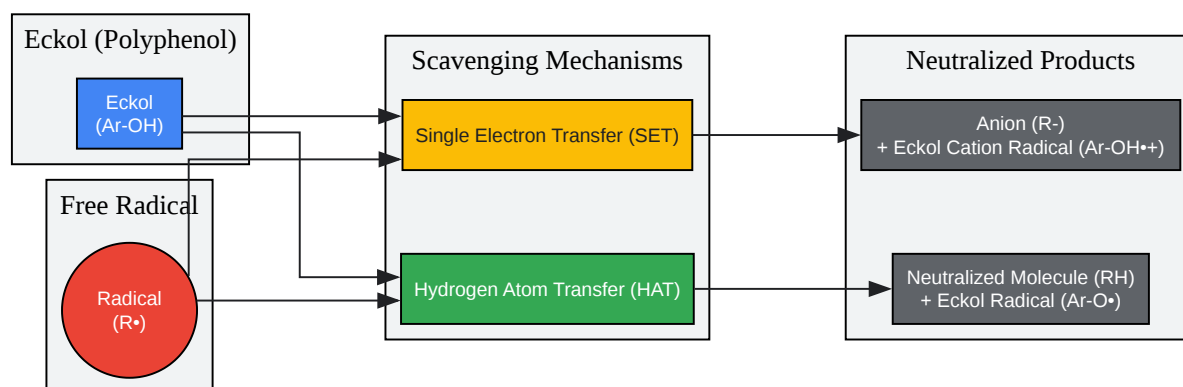 Eckol (Polyphenol)
Eckol
(Ar-OH)
Free Radical
Radical
(R•)
Scavenging Mechanisms
Single Electron Transfer (SET)
Hydrogen Atom Transfer (HAT)
Neutralized Products
Anion (R-)
+ Eckol Cation Radical (Ar-OH•+)
Neutralized Molecule (RH)
+ Eckol Radical (Ar-O•)